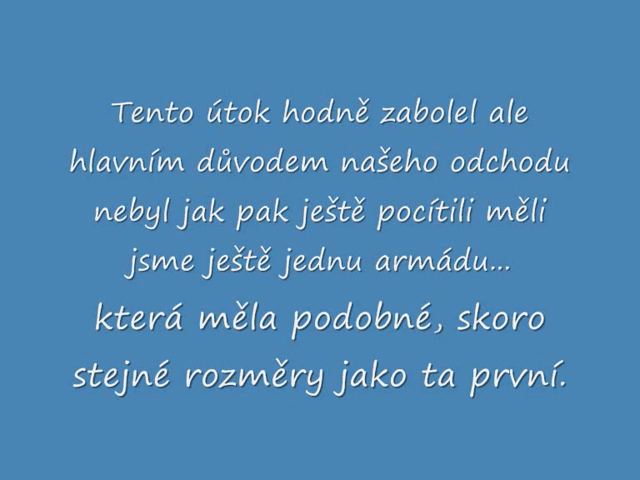 Tento útok hodně zabolel ale
hlavním důvodem našeho odchodu
nebyl jak pak ještě pocítili měli
jsme ještě jednu armádu...
která měla podobné, skoro
stejné rozměry jako ta první.